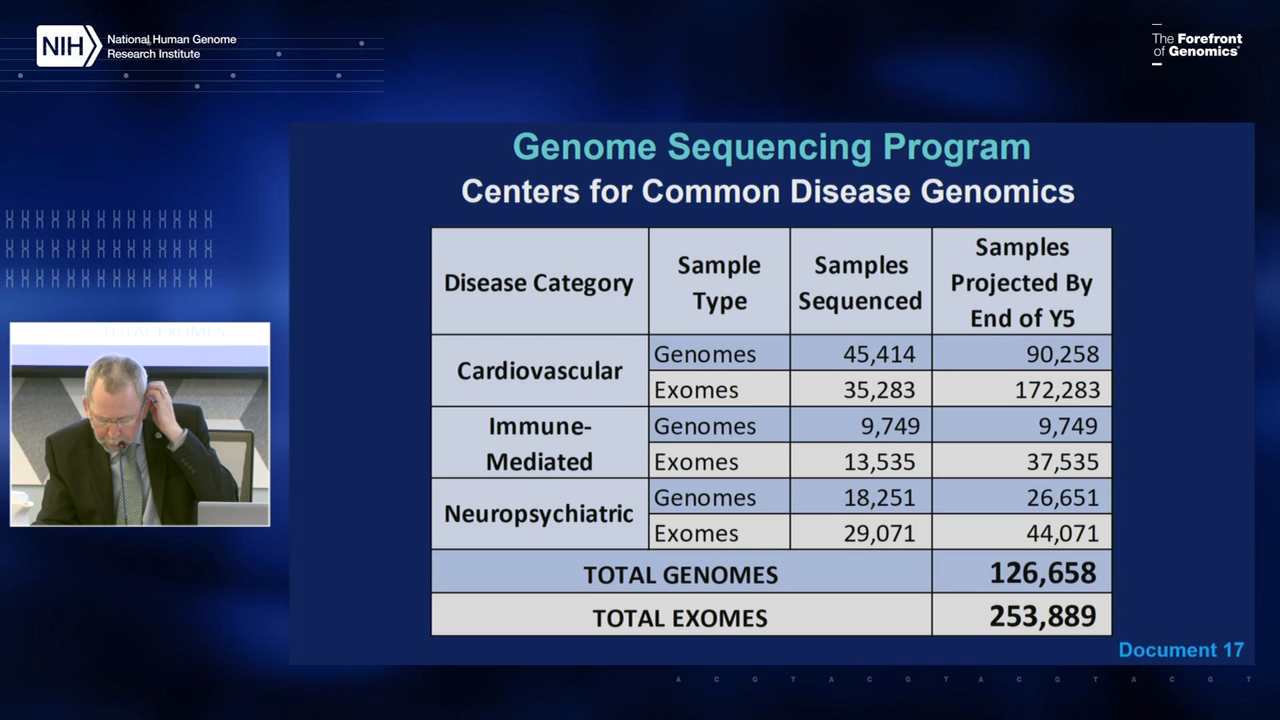 NIH
National Human Genome
Research Institute
The Forefront
of Genomics®
Genome Sequencing Program
Centers for Common Disease Genomics
Disease Category
Sample
Type
Samples
Sequenced
Samples
Projected By
End of Y5
Cardiovascular
Genomes 45,414 90,258
Exomes 35,283 172,283
Immune-
Mediated
Genomes 9,749 9,749
Exomes 13,535 37,535
Neuropsychiatric
Genomes 18,251 26,651
Exomes 29,071 44,071
TOTAL GENOMES 126,658
TOTAL EXOMES 253,889
TOTAL EXOMES
Document 17
A C G T A C G T A C G T A C G T